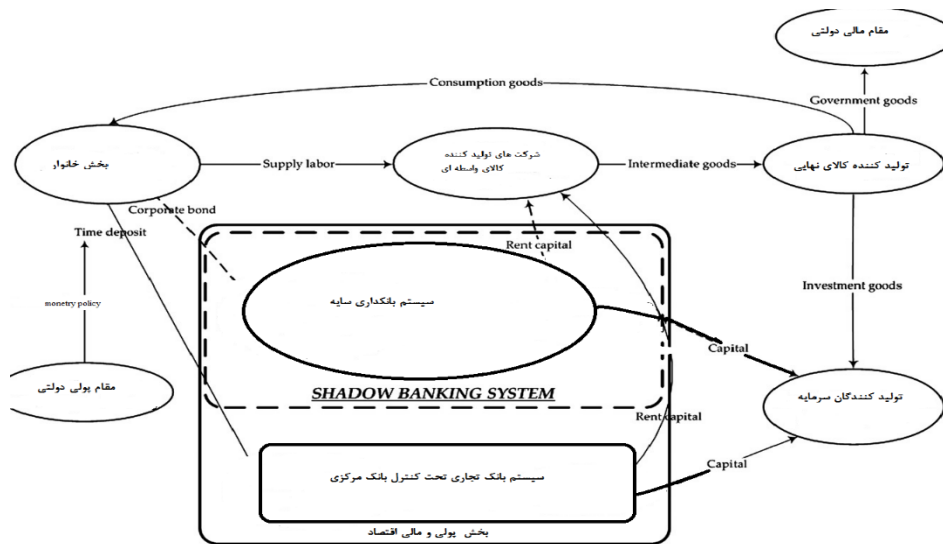 مقام مالی دولتی
Consumption goods
Government goods
بخش خانوار
Supply labor
شرکت های تولید کننده
کالای واسطه ای
Intermediate goods
تولید کننده کالای نهایی
Corporate bond
Time deposit
Rent capital
monetry policy
سیستم بانکداری سایه
Investment goods
Capital
مقام پولی دولتی
SHADOW BANKING SYSTEM
Rent capital
تولید کنندگان سرمایه
Capital
سیستم بانک تجاری تحت کنترل بانک مرکزی
بخش پولی و مالی اقتصاد